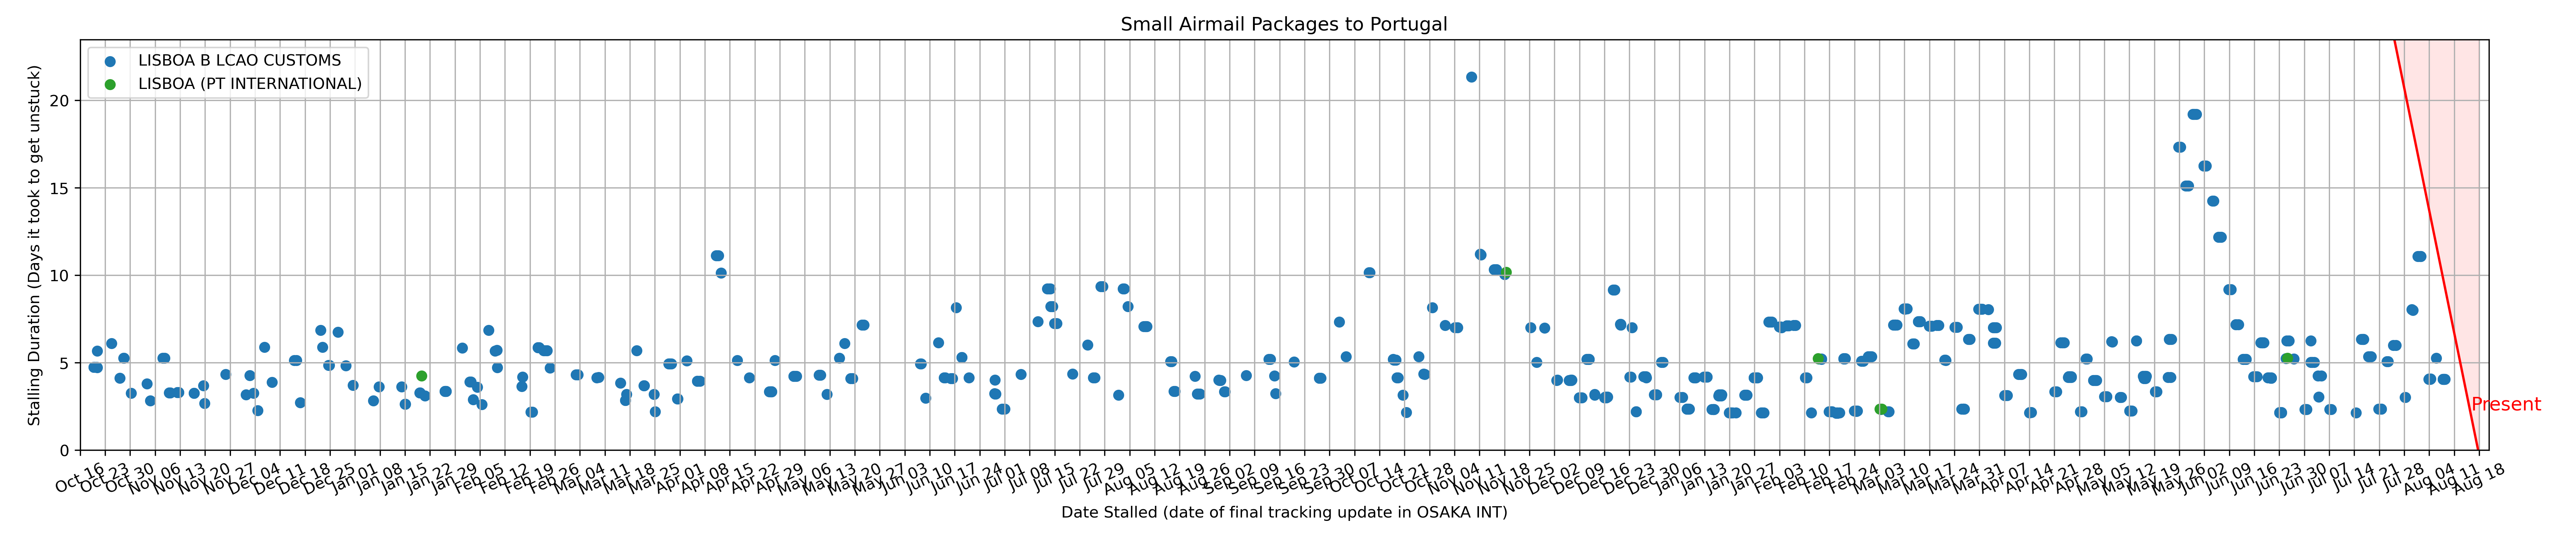 Small Airmail Packages to Portugal
LISBOA B LCAO CUSTOMS
LISBOA (PT INTERNATIONAL)
Stalling Duration (Days it took to get unstuck)
20
15
10
5
0
Present
Oct 16
Oct 23
Oct 30
Nov 06
Nov 13
Nov 20
Nov 27
Dec 04
Dec 11
Dec 18
Dec 25
Jan 01
Jan 08
Jan 15
Jan 22
Jan 29
Feb 05
Feb 12
Feb 19
Feb 26
Mar 04
Mar 11
Mar 18
Mar 25
Apr 01
Apr 08
Apr 15
Apr 22
Apr 29
May 06
May 13
May 20
May 27
Jun 03
Jun 10
Jun 17
Jun 24
Jul 01
Jul 08
Jul 15
Jul 22
Jul 29
Aug 05
Aug 12
Aug 19
Aug 26
Sep 02
Sep 09
Sep 16
Sep 23
Sep 30
Oct 07
Oct 14
Oct 21
Oct 28
Nov 04
Nov 11
Nov 18
Nov 25
Dec 02
Dec 09
Dec 16
Dec 23
Dec 30
Jan 06
Jan 13
Jan 20
Jan 27
Feb 03
Feb 10
Feb 17
Feb 24
Mar 03
Mar 10
Mar 17
Mar 24
Mar 31
Apr 07
Apr 14
Apr 21
Apr 28
May 05
May 12
May 19
May 26
Jun 02
Jun 09
Jun 16
Jun 23
Jun 30
Jul 07
Jul 14
Jul 21
Jul 28
Aug 04
Aug 11
Aug 18
Date Stalled (date of final tracking update in OSAKA INT)